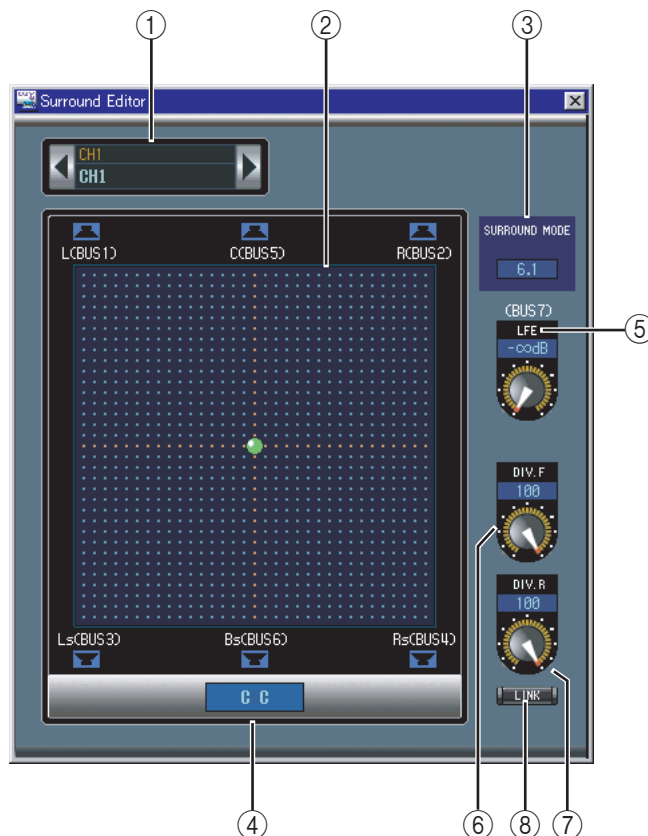 ① ② ③
Surround Editor
CH1
CH1
SURROUND MODE
6.1
L(BUS1) C(BUS5) R(BUS2)
(BUS7)
LFE ⑤
-∞dB
DIV.F
100
⑥
DIV.R
100
Ls(BUS3) Bs(BUS6) Rs(BUS4)
C C
LINK
④ ⑥ ⑧ ⑦